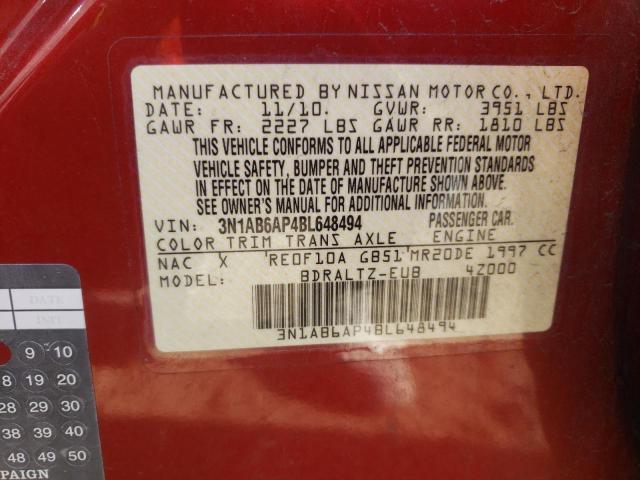 MANUFACTURED BY NISSAN MOTOR CO., LTD.
DATE: 11/10. GVWR: 3951 LBS
GAWR FR: 2227 LBS GAWR RR: 1810 LBS
THIS VEHICLE CONFORMS TO ALL APPLICABLE FEDERAL MOTOR
VEHICLE SAFETY, BUMPER AND THEFT PREVENTION STANDARDS
IN EFFECT ON THE DATE OF MANUFACTURE SHOWN ABOVE.
SEE OWNER'S MANUAL FOR ADDITIONAL INFORMATION.
VIN: 3N1AB6AP4BL648494 PASSENGER CAR.
COLOR TRIM TRANS AXLE ENGINE
NAC X 'RE0F10A GB51'MR20DE 1997 CC
MODEL: BDRALTZ-EUB 4Z000
3N1AB6AP4BL648494
DATE
INIT
9 10
8 19 20
28 29 30
38 39 40
48 49 50
PAIGN